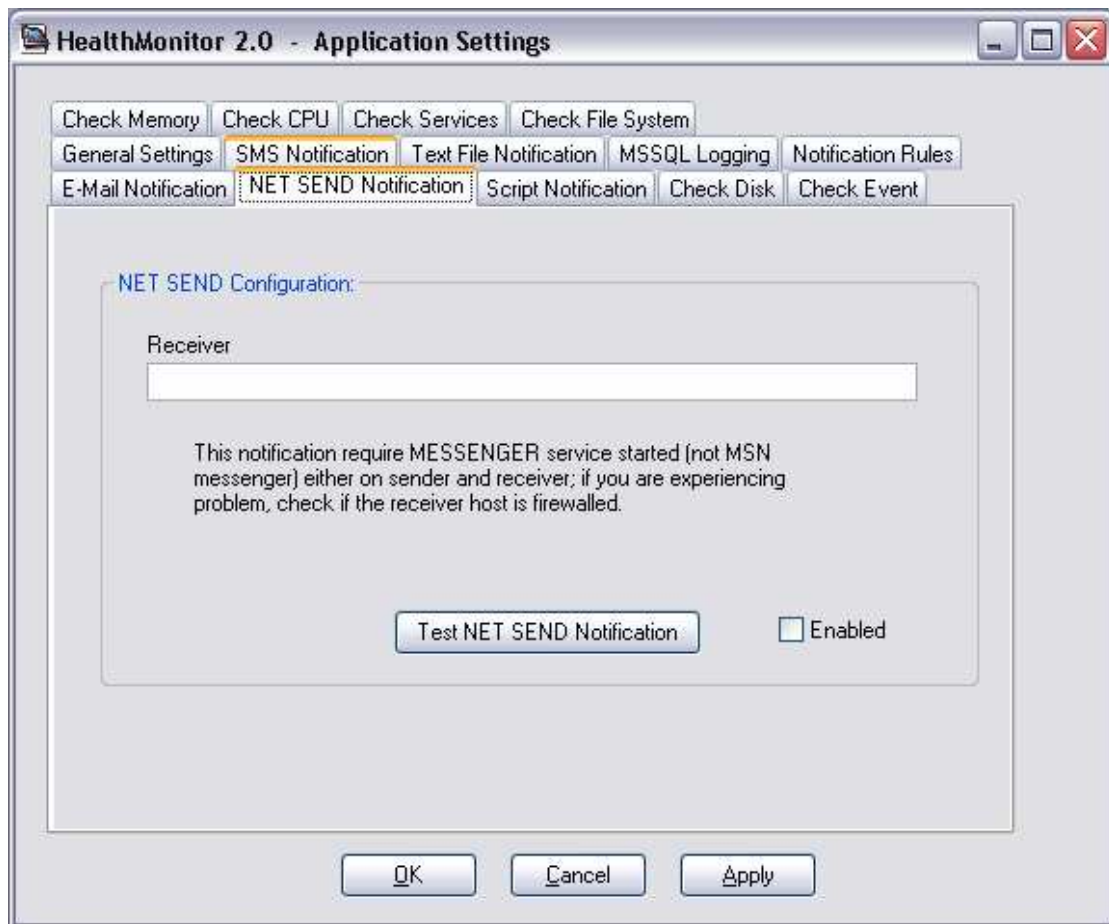 HealthMonitor 2.0 - Application Settings
Check Memory Check CPU Check Services Check File System
General Settings SMS Notification Text File Notification MSSQL Logging Notification Rules
E-Mail Notification NET SEND Notification Script Notification Check Disk Check Event
NET SEND Configuration:
Receiver
This notification require MESSENGER service started (not MSN
messenger) either on sender and receiver; if you are experiencing
problem, check if the receiver host is firewalled.
Test NET SEND Notification Enabled
OK Cancel Apply